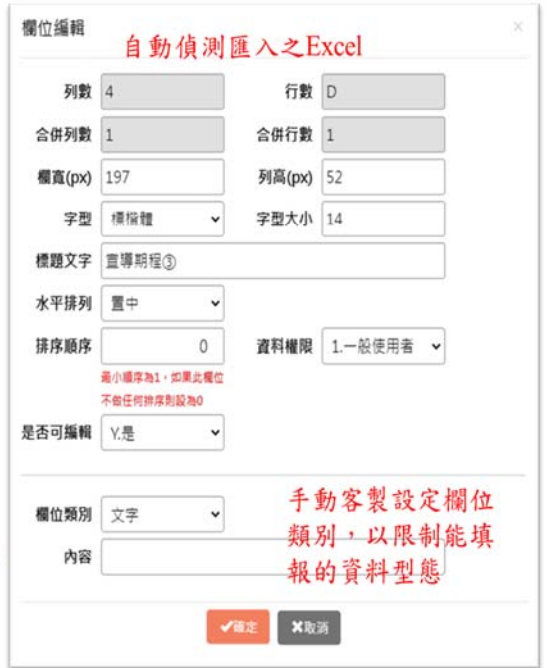 欄位編輯
×
自動偵測匯入之Excel
列數 4 行數 D
合併列數 1 合併行數 1
欄寬(px) 197 列高(px) 52
字型 標楷體 字型大小 14
標題文字 宣導期程③
水平排列 置中
排序順序 0 資料權限 1.一般使用者
最小順序為1，如果此欄位
不做任何排序則設為0
是否可編輯 Y.是
欄位類別 文字
內容
手動客製設定欄位
類別，以限制能填
報的資料型態
✔確定 ✖取消